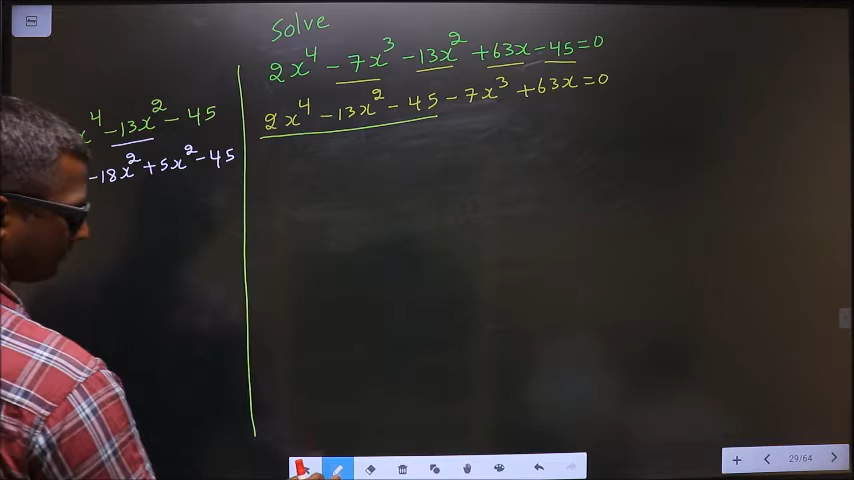 Solve
2x⁴ - 7x³ - 13x² + 63x - 45 = 0
2x⁴ - 13x² - 45 - 7x³ + 63x = 0
x⁴ - 13x² - 45
- 18x² + 5x² - 45
29/64